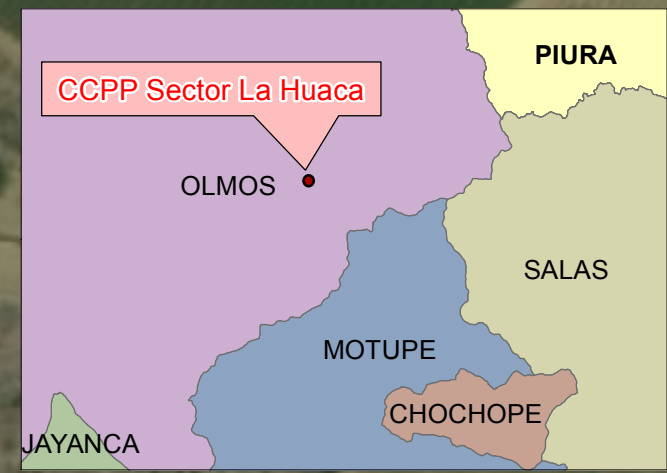 PIURA
CCPP Sector La Huaca
OLMOS
SALAS
MOTUPE
CHOCHOPE
JAYANCA